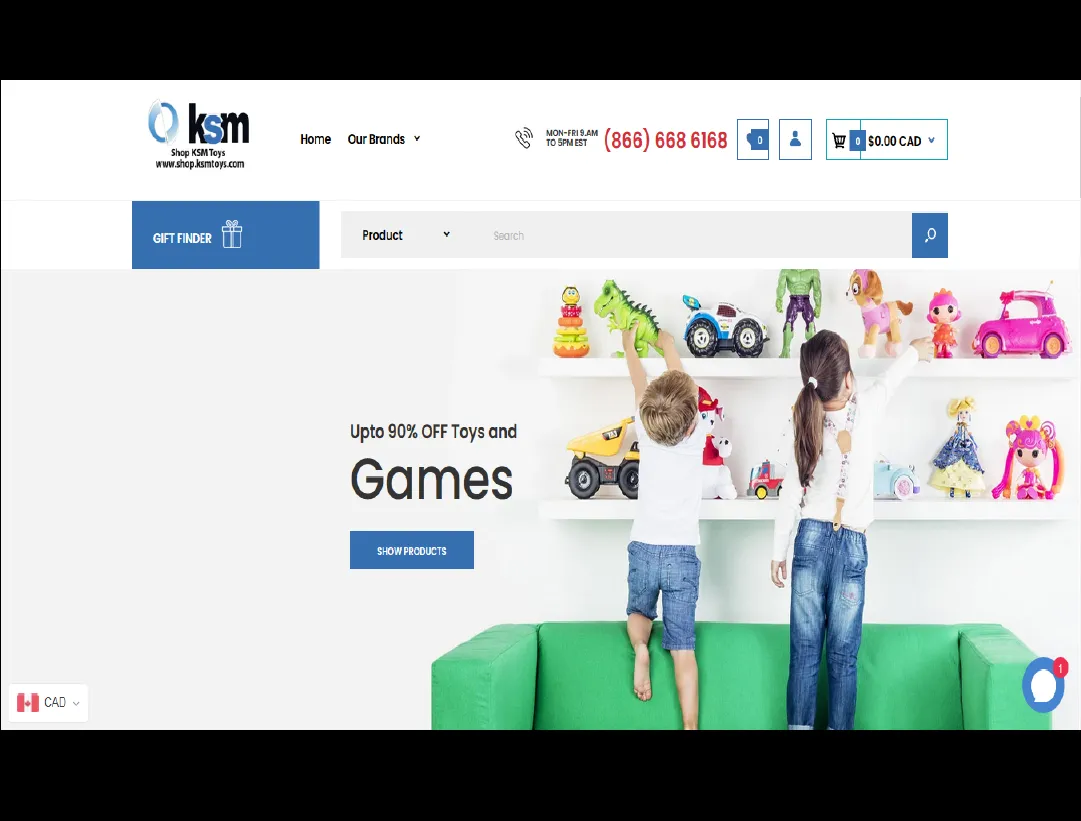 ksm
Shop KSM Toys
www.shop.ksmtoys.com
Home
Our Brands
MON-FRI 9.AM
TO 5PM EST
(866) 668 6168
0
0
$0.00 CAD
GIFT FINDER
Product
Search
Upto 90% OFF Toys and
Games
SHOW PRODUCTS
CAD
1